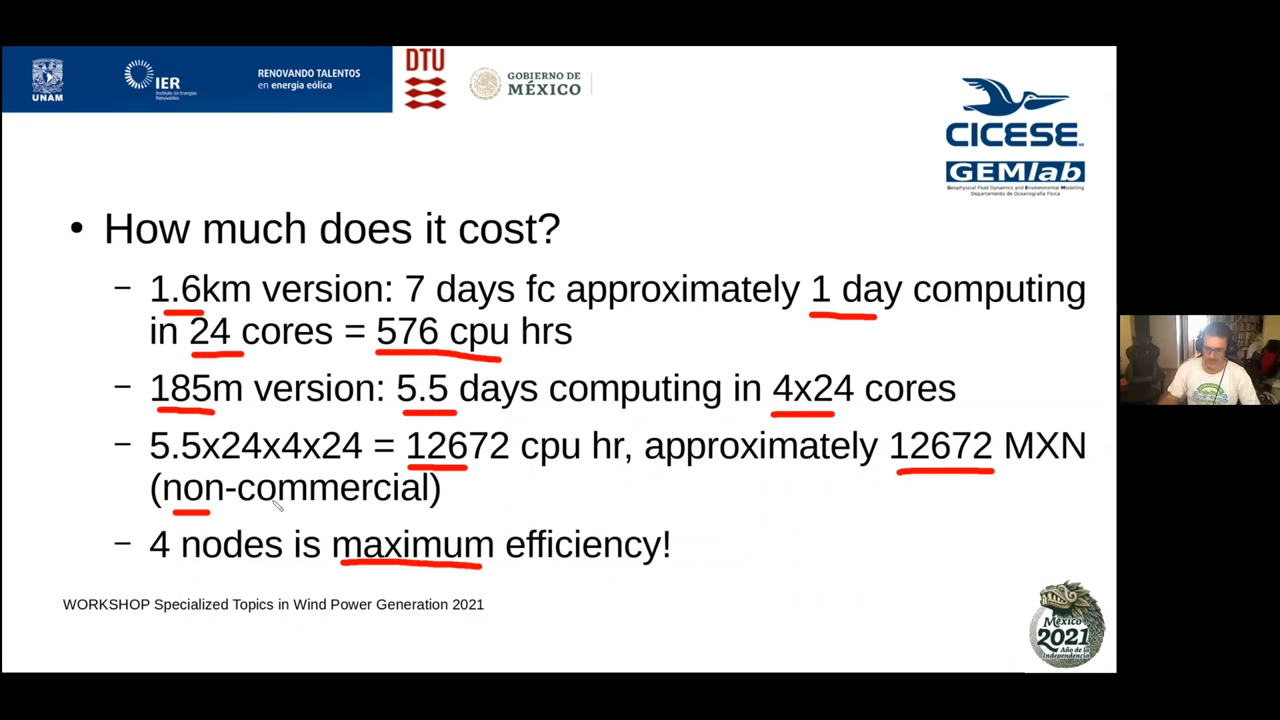 UNAM
IER
Instituto de Energías
Renovables
RENOVANDO TALENTOS
en energía eólica
DTU
GOBIERNO DE
MÉXICO
CICESE
GEMlab
Geophysical Fluid Dynamics and Environmental Modelling
Departamento de Oceanografía Física
• How much does it cost?
– 1.6km version: 7 days fc approximately 1 day computing
in 24 cores = 576 cpu hrs
– 185m version: 5.5 days computing in 4x24 cores
– 5.5x24x4x24 = 12672 cpu hr, approximately 12672 MXN
(non-commercial)
– 4 nodes is maximum efficiency!
WORKSHOP Specialized Topics in Wind Power Generation 2021
México
2021
Año de la
Independencia